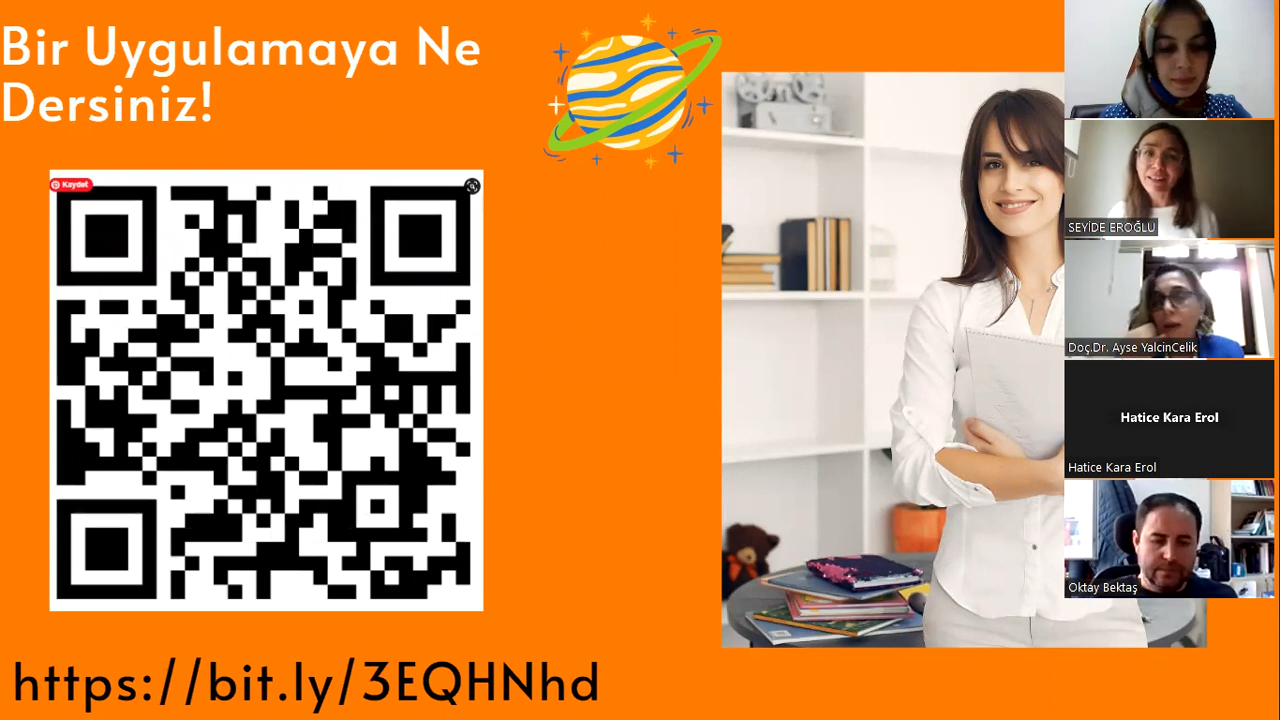 Bir Uygulamaya Ne
Dersiniz!
Kaydet
https://bit.ly/3EQHNhd
SEYİDE EROĞLU
Doç.Dr. Ayse YalcinCelik
Hatice Kara Erol
Hatice Kara Erol
Oktay Bektaş